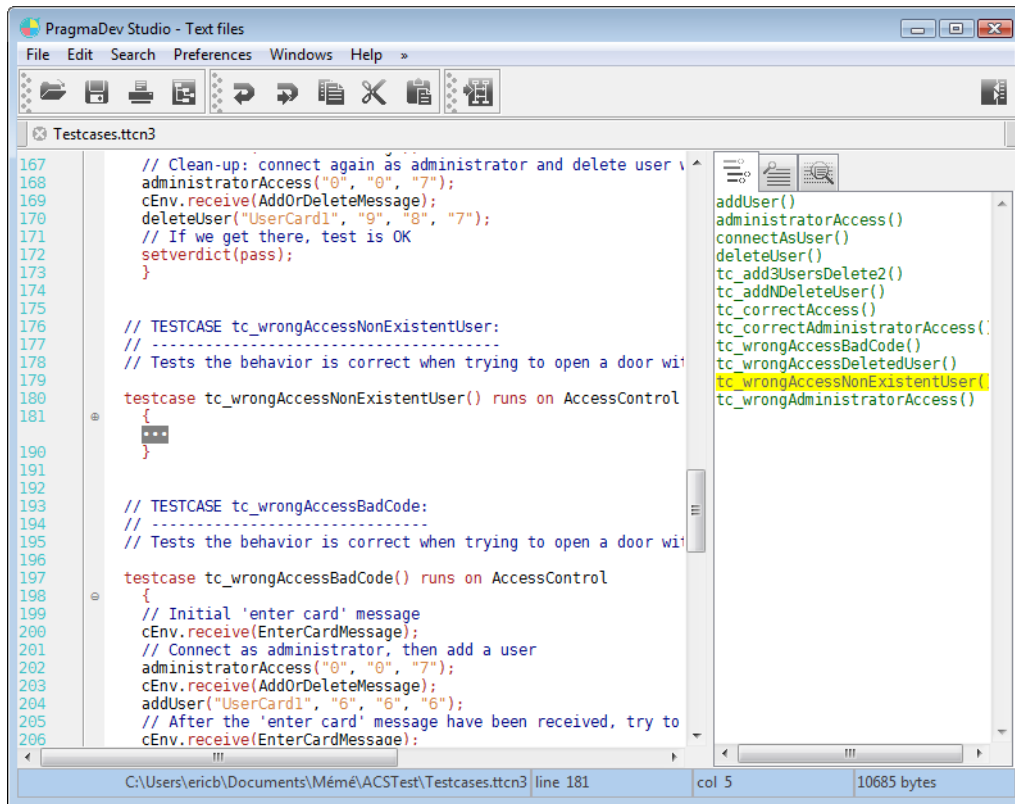 PragmaDev Studio - Text files
File Edit Search Preferences Windows Help »
Testcases.ttcn3
167 // Clean-up: connect again as administrator and delete user
168 administratorAccess("0", "0", "7");
169 cEnv.receive(AddOrDeleteMessage);
170 deleteUser("UserCard1", "9", "8", "7");
171 // If we get there, test is OK
172 setverdict(pass);
173 }
174
175
176 // TESTCASE tc_wrongAccessNonExistentUser:
177 // ----------------------------------------
178 // Tests the behavior is correct when trying to open a door wit
179
180 testcase tc_wrongAccessNonExistentUser() runs on AccessControl
181 {
...
190 }
191
192
193 // TESTCASE tc_wrongAccessBadCode:
194 // --------------------------------
195 // Tests the behavior is correct when trying to open a door wit
196
197 testcase tc_wrongAccessBadCode() runs on AccessControl
198 {
199 // Initial 'enter card' message
200 cEnv.receive(EnterCardMessage);
201 // Connect as administrator, then add a user
202 administratorAccess("0", "0", "7");
203 cEnv.receive(AddOrDeleteMessage);
204 addUser("UserCard1", "6", "6", "6");
205 // After the 'enter card' message have been received, try to
206 cEnv.receive(EnterCardMessage);
addUser()
administratorAccess()
connectAsUser()
deleteUser()
tc_add3UsersDelete2()
tc_addNDeleteUser()
tc_correctAccess()
tc_correctAdministratorAccess()
tc_wrongAccessBadCode()
tc_wrongAccessDeletedUser()
tc_wrongAccessNonExistentUser(
tc_wrongAdministratorAccess()
C:\Users\ericb\Documents\Mémé\ACSTest\Testcases.ttcn3 line 181 col 5 10685 bytes